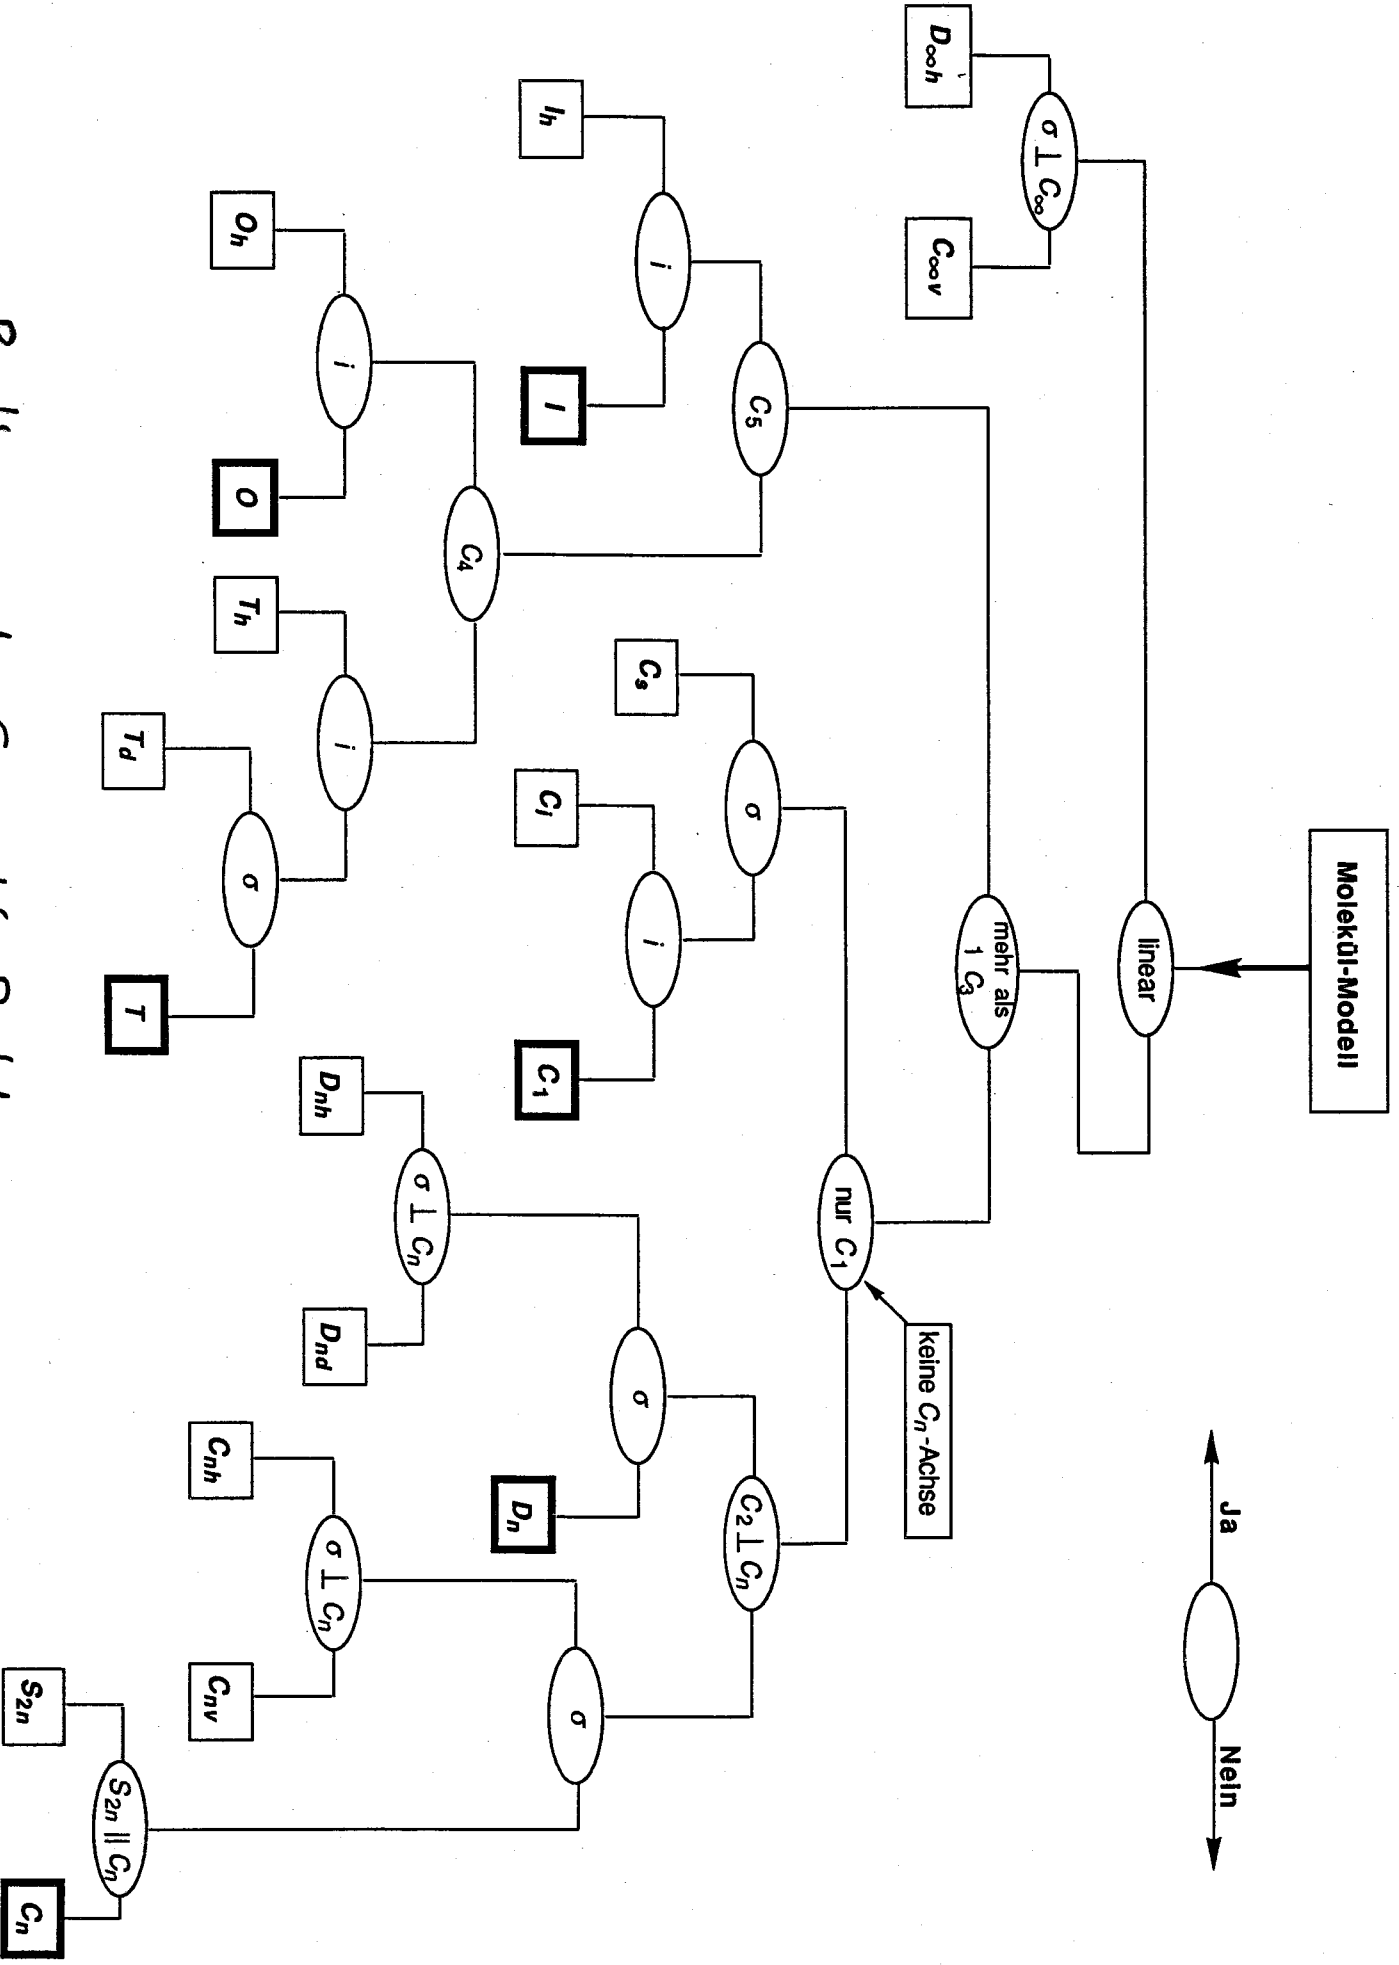 Molekül-Modell
Ja
Nein
linear
σ ⊥ C∞
D∞h
C∞v
mehr als
1 C3
keine Cn-Achse
nur C1
C5
i
Ih
I
C4
i
Oh
O
i
Th
σ
Td
T
σ
Cs
i
Ci
C1
C2 ⊥ Cn
σ
Dn
σ ⊥ Cn
Dnh
Dnd
σ
σ ⊥ Cn
Cnh
Cnv
S2n || Cn
S2n
Cn